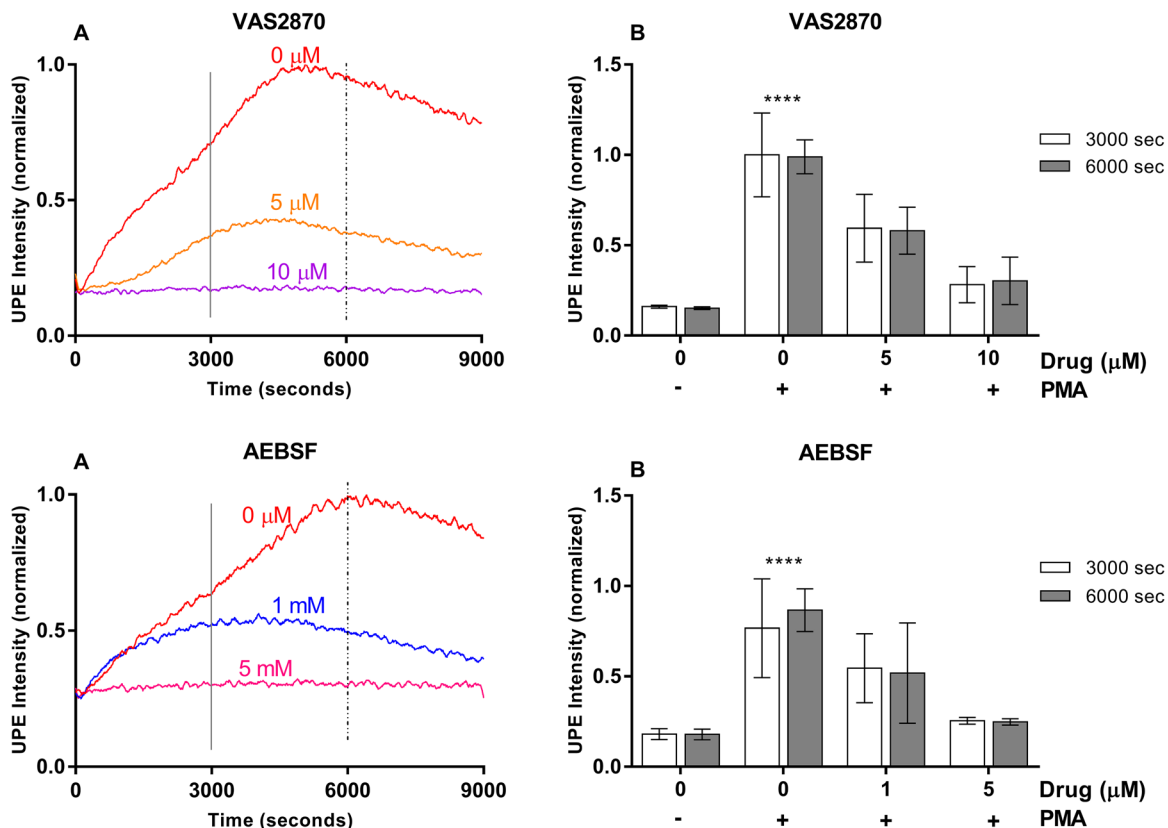 A
VAS2870
UPE Intensity (normalized)
1.0
0.5
0.0
0 μM
5 μM
10 μM
0
3000
6000
9000
Time (seconds)
B
VAS2870
UPE Intensity (normalized)
1.5
1.0
0.5
0.0
****
3000 sec
6000 sec
0 0 5 10 Drug (μM)
- + + + PMA
A
AEBSF
UPE Intensity (normalized)
1.0
0.5
0.0
0 μM
1 mM
5 mM
0
3000
6000
9000
Time (seconds)
B
AEBSF
UPE Intensity (normalized)
1.5
1.0
0.5
0.0
****
3000 sec
6000 sec
0 0 1 5 Drug (μM)
- + + + PMA